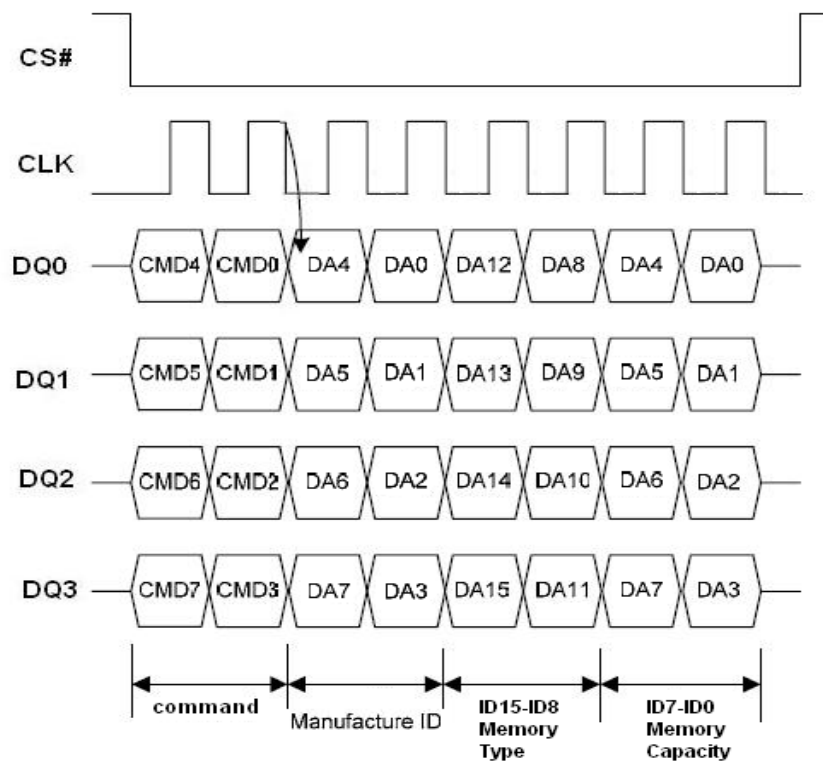 CS#
CLK
DQ0 CMD4 CMD0 DA4 DA0 DA12 DA8 DA4 DA0
DQ1 CMD5 CMD1 DA5 DA1 DA13 DA9 DA5 DA1
DQ2 CMD6 CMD2 DA6 DA2 DA14 DA10 DA6 DA2
DQ3 CMD7 CMD3 DA7 DA3 DA15 DA11 DA7 DA3
command
Manufacture ID
ID15-ID8
Memory
Type
ID7-ID0
Memory
Capacity